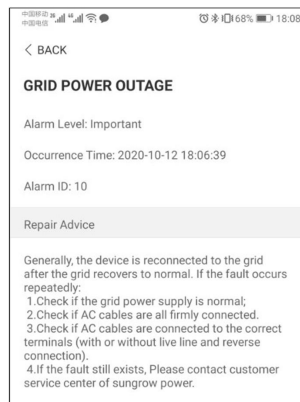 中国移动 26 46
中国电信
68% 18:08
< BACK
GRID POWER OUTAGE
Alarm Level: Important
Occurrence Time: 2020-10-12 18:06:39
Alarm ID: 10
Repair Advice
Generally, the device is reconnected to the grid
after the grid recovers to normal. If the fault occurs
repeatedly:
1.Check if the grid power supply is normal;
2.Check if AC cables are all firmly connected.
3.Check if AC cables are connected to the correct
terminals (with or without live line and reverse
connection).
4.If the fault still exists, Please contact customer
service center of sungrow power.